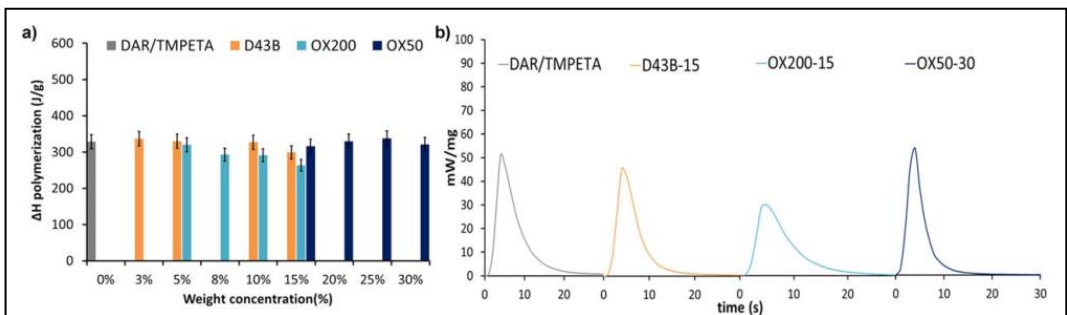 a)
600
500
400
300
200
100
0
ΔH polymerization (J/g)
DAR/TMPETA D43B OX200 OX50
0% 3% 5% 8% 10% 15% 20% 25% 30%
Weight concentration(%)
b)
100
90
80
70
60
50
40
30
20
10
0
mW/mg
DAR/TMPETA D43B-15 OX200-15 OX50-30
0 10 20 0 10 20 0 10 20 0 10 20 30
time (s)